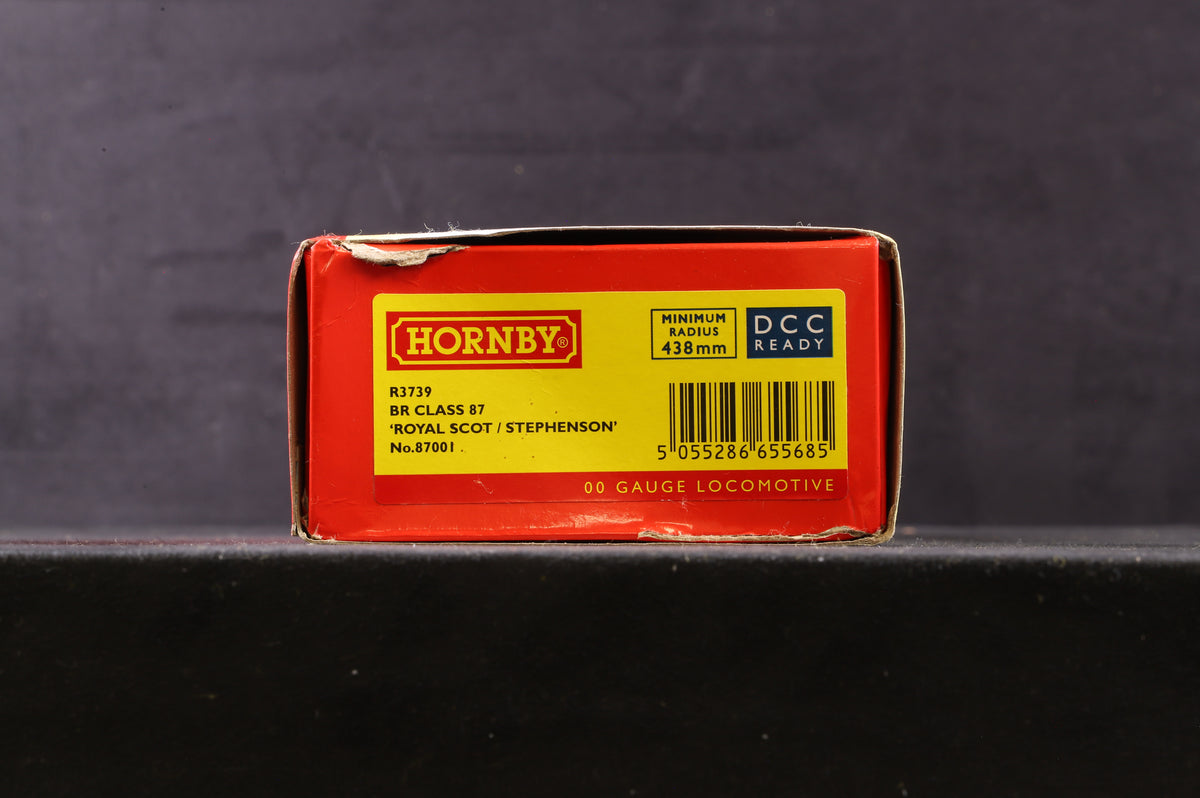 HORNBY®
MINIMUM
RADIUS
438mm
DCC
READY
R3739
BR CLASS 87
‘ROYAL SCOT / STEPHENSON’
No.87001
5 055286 655685
00 GAUGE LOCOMOTIVE